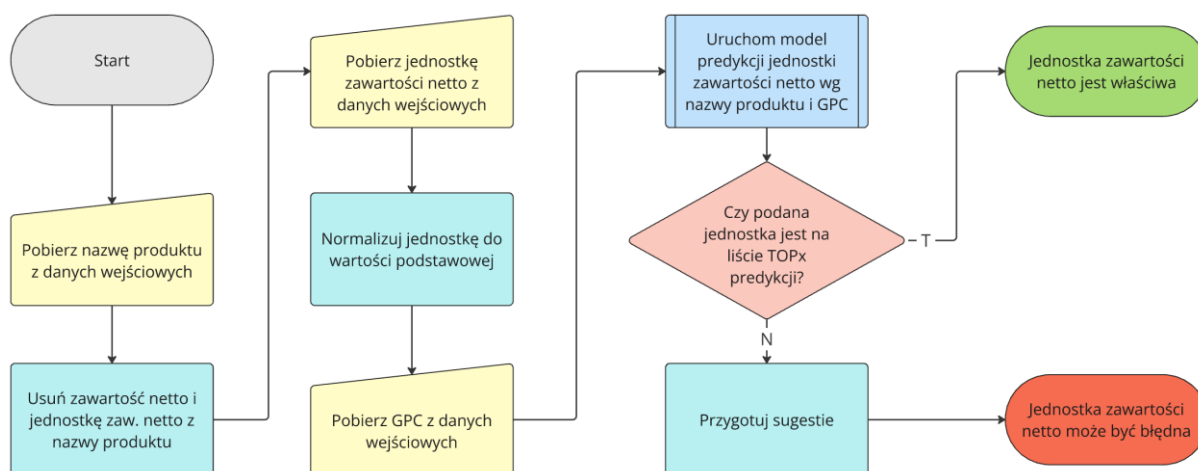 Start
Pobierz nazwę produktu
z danych wejściowych
Usuń zawartość netto i
jednostkę zaw. netto z
nazwy produktu
Pobierz jednostkę
zawartości netto z
danych wejściowych
Normalizuj jednostkę do
wartości podstawowej
Pobierz GPC z danych
wejściowych
Uruchom model
predykcji jednostki
zawartości netto wg
nazwy produktu i GPC
Czy podana
jednostka jest na
liście TOPx
predykcji?
T
N
Jednostka zawartości
netto jest właściwa
Przygotuj sugestie
Jednostka zawartości
netto może być błędna